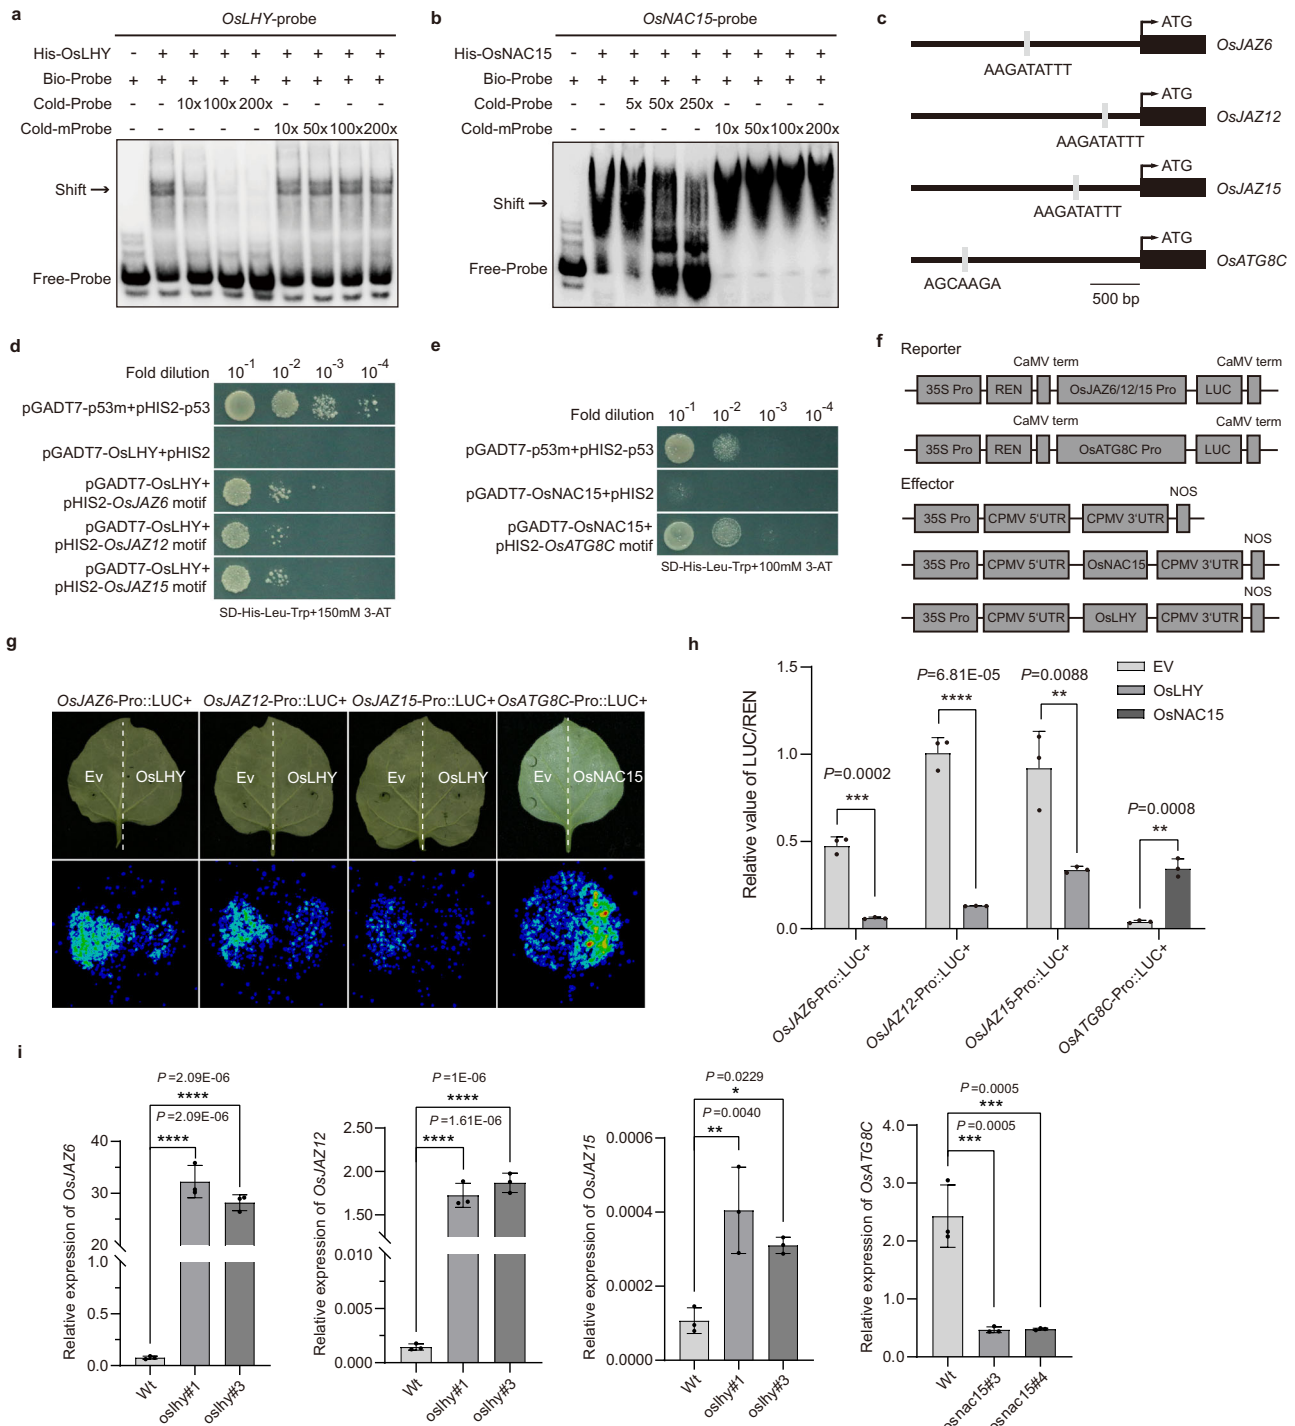 a
OsLHY-probe
His-OsLHY - + + + + + + + +
Bio-Probe + + + + + + + + +
Cold-Probe - - 10x 100x 200x - - - -
Cold-mProbe - - - - - 10x 50x 100x 200x
Shift →
Free-Probe
b
OsNAC15-probe
His-OsNAC15 - + + + + + + + +
Bio-Probe + + + + + + + + +
Cold-Probe - - 5x 50x 250x - - - -
Cold-mProbe - - - - - 10x 50x 100x 200x
Shift →
Free-Probe
c
ATG
OsJAZ6
AAGATATTT
ATG
OsJAZ12
AAGATATTT
ATG
OsJAZ15
AAGATATTT
ATG
OsATG8C
AGCAAGA
500 bp
d
Fold dilution 10-1 10-2 10-3 10-4
pGADT7-p53m+pHIS2-p53
pGADT7-OsLHY+pHIS2
pGADT7-OsLHY+
pHIS2-OsJAZ6 motif
pGADT7-OsLHY+
pHIS2-OsJAZ12 motif
pGADT7-OsLHY+
pHIS2-OsJAZ15 motif
SD-His-Leu-Trp+150mM 3-AT
e
Fold dilution 10-1 10-2 10-3 10-4
pGADT7-p53m+pHIS2-p53
pGADT7-OsNAC15+pHIS2
pGADT7-OsNAC15+
pHIS2-OsATG8C motif
SD-His-Leu-Trp+100mM 3-AT
f
Reporter
CaMV term CaMV term
35S Pro REN OsJAZ6/12/15 Pro LUC
CaMV term CaMV term
35S Pro REN OsATG8C Pro LUC
Effector
NOS
35S Pro CPMV 5'UTR CPMV 3'UTR
NOS
35S Pro CPMV 5'UTR OsNAC15 CPMV 3'UTR
NOS
35S Pro CPMV 5'UTR OsLHY CPMV 3'UTR
g
OsJAZ6-Pro::LUC+ OsJAZ12-Pro::LUC+ OsJAZ15-Pro::LUC+ OsATG8C-Pro::LUC+
Ev OsLHY Ev OsLHY Ev OsLHY Ev OsNAC15
h
Relative value of LUC/REN
1.5
1.0
0.5
0.0
P=0.0002
***
P=6.81E-05
****
P=0.0088
**
P=0.0008
**
EV
OsLHY
OsNAC15
OsJAZ6-Pro::LUC+
OsJAZ12-Pro::LUC+
OsJAZ15-Pro::LUC+
OsATG8C-Pro::LUC+
i
Relative expression of OsJAZ6
40
30
20
1.0
0.5
0.0
P=2.09E-06
****
P=2.09E-06
****
Wt oslhy#1 oslhy#3
Relative expression of OsJAZ12
2.50
2.00
1.50
0.010
0.005
0.000
P=1E-06
****
P=1.61E-06
****
Wt oslhy#1 oslhy#3
Relative expression of OsJAZ15
0.0006
0.0004
0.0002
0.0000
P=0.0229
*
P=0.0040
**
Wt oslhy#1 oslhy#3
Relative expression of OsATG8C
4.0
3.0
2.0
1.0
0.0
P=0.0005
***
P=0.0005
***
Wt osnac15#3 osnac15#4